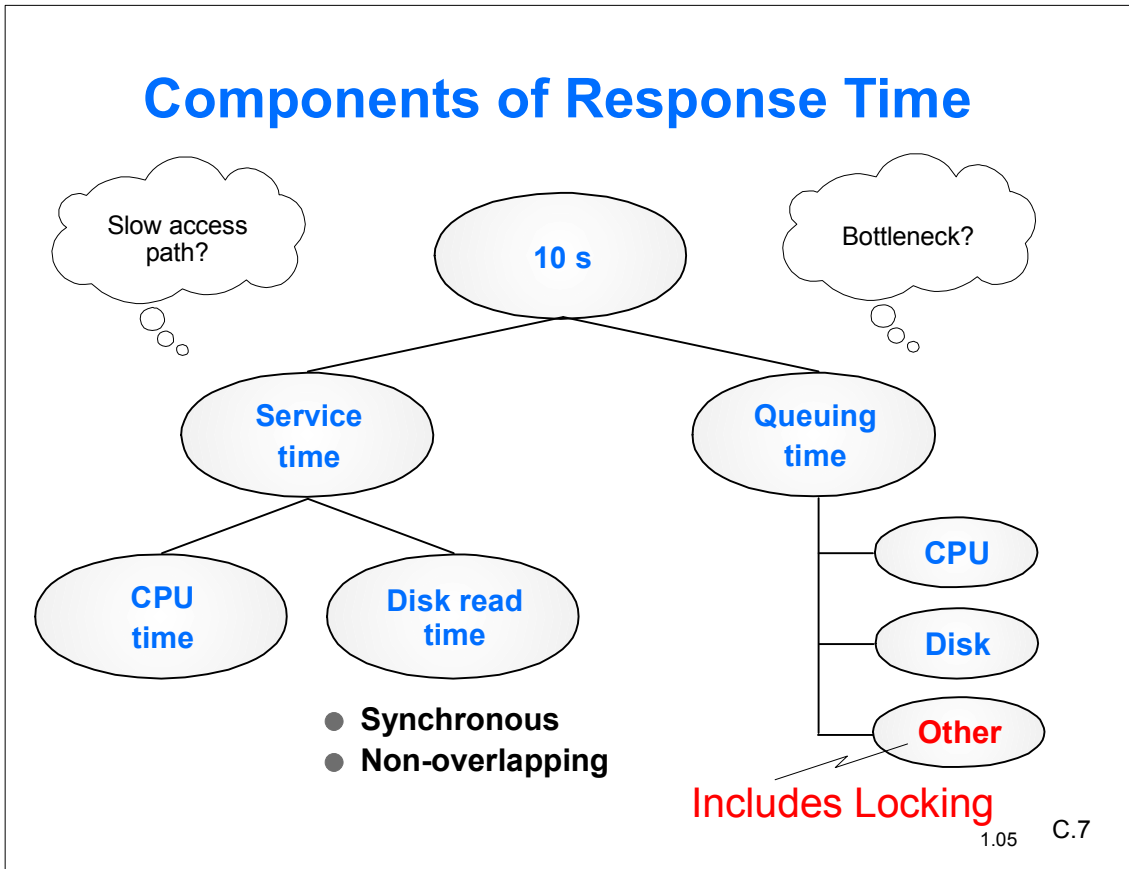 Components of Response Time
Slow access
path?
10 s
Bottleneck?
Service
time
Queuing
time
CPU
time
Disk read
time
CPU
Disk
Other
Synchronous
Non-overlapping
Includes Locking
1.05
C.7